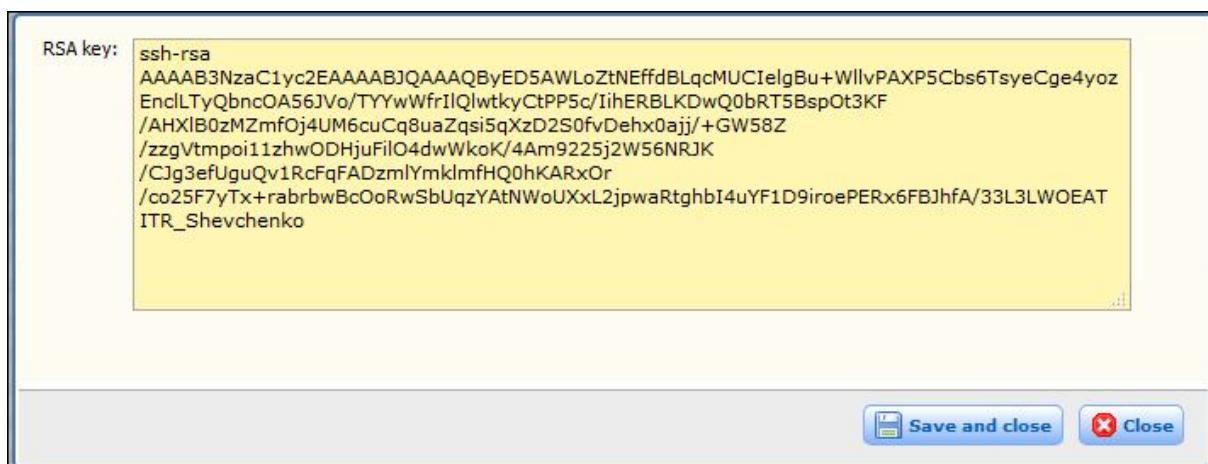 RSA key:
ssh-rsa
AAAAB3NzaC1yc2EAAAABJQAAAQByED5AWLoZtNEffdBLqcMUCIelgBu+WllvPAXP5Cbs6TsyeCge4yoz
EnclLTyQbncOA56JVo/TYYwWfrIlQlwtkyCtPP5c/IihERBLKDwQ0bRT5BspOt3KF
/AHXlB0zMZmfOj4UM6cuCq8uaZqsi5qXzD2S0fvDehx0ajj/+GW58Z
/zzgVtmpoi11zhwODHjuFilO4dwWkoK/4Am9225j2W56NRJK
/CJg3efUguQv1RcFqFADzmlYmklmfHQ0hKARxOr
/co25F7yTx+rabrbwBcOoRwSbUqzYAtNWoUXxL2jpwaRtghbI4uYF1D9iroePERx6FBJhfA/33L3LWOEAT
ITR_Shevchenko
Save and close
Close